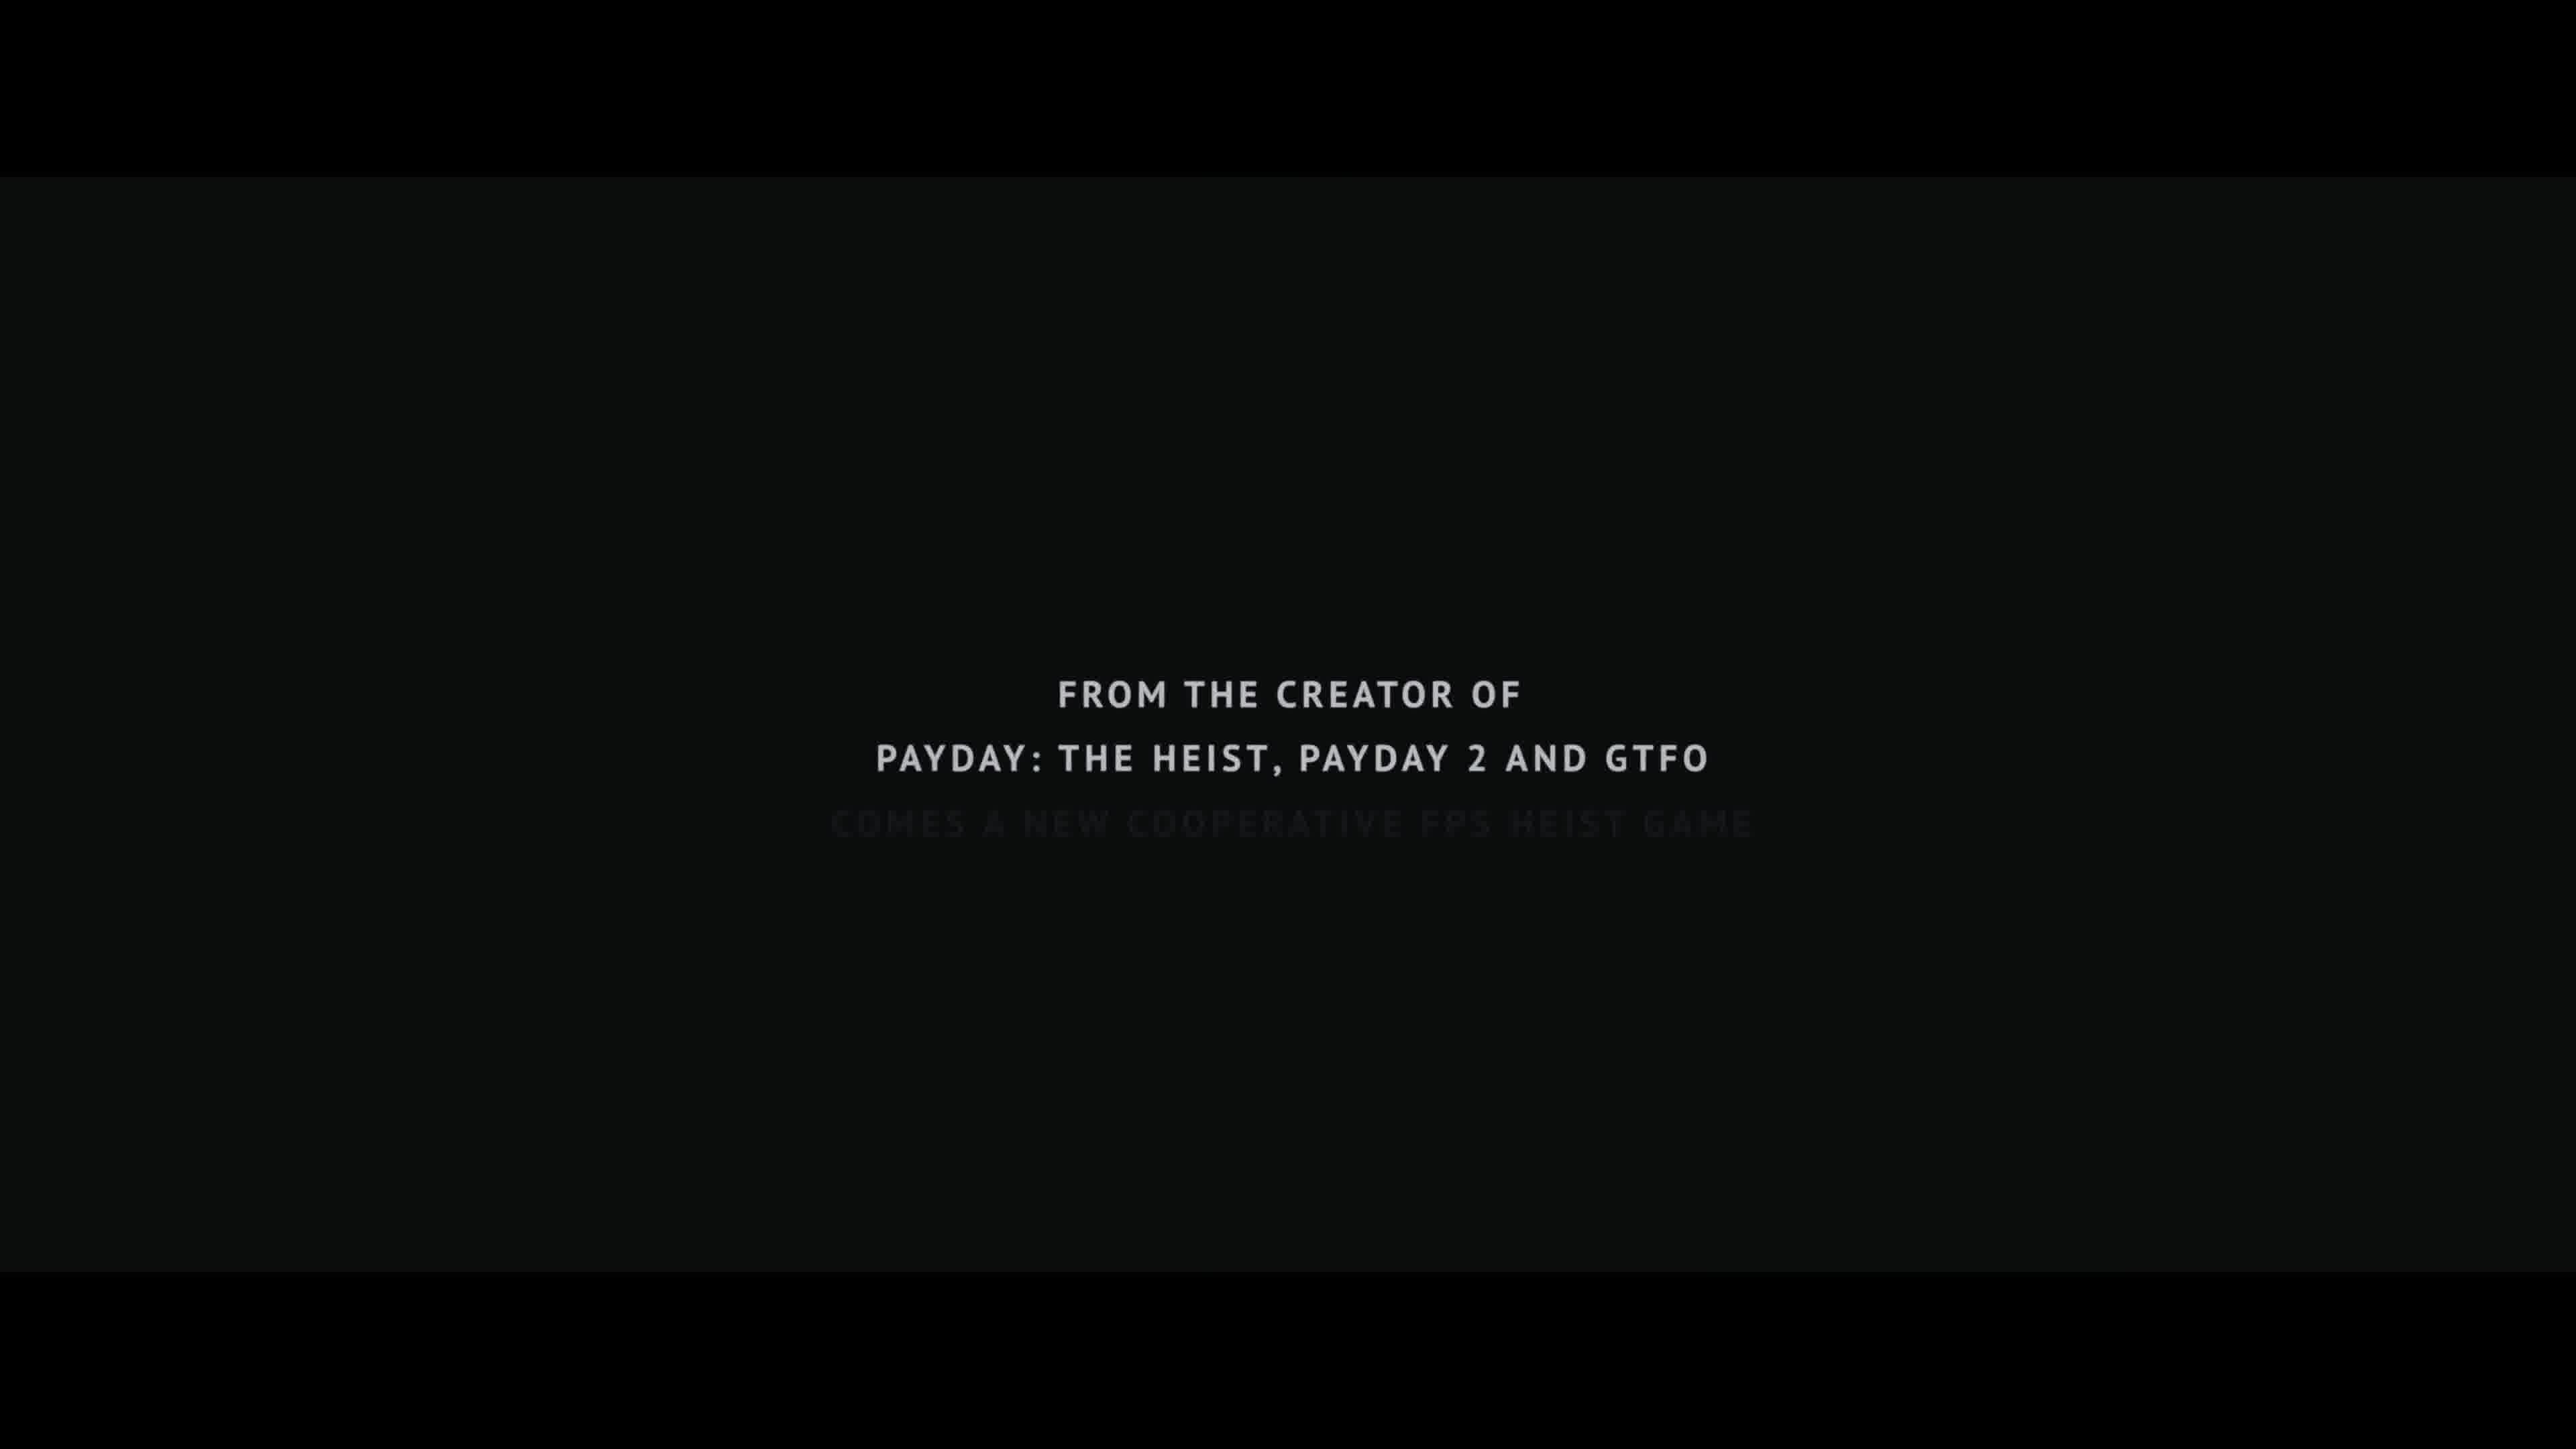 FROM THE CREATOR OF
PAYDAY: THE HEIST, PAYDAY 2 AND GTFO
COMES A NEW COOPERATIVE FPS HEIST GAME